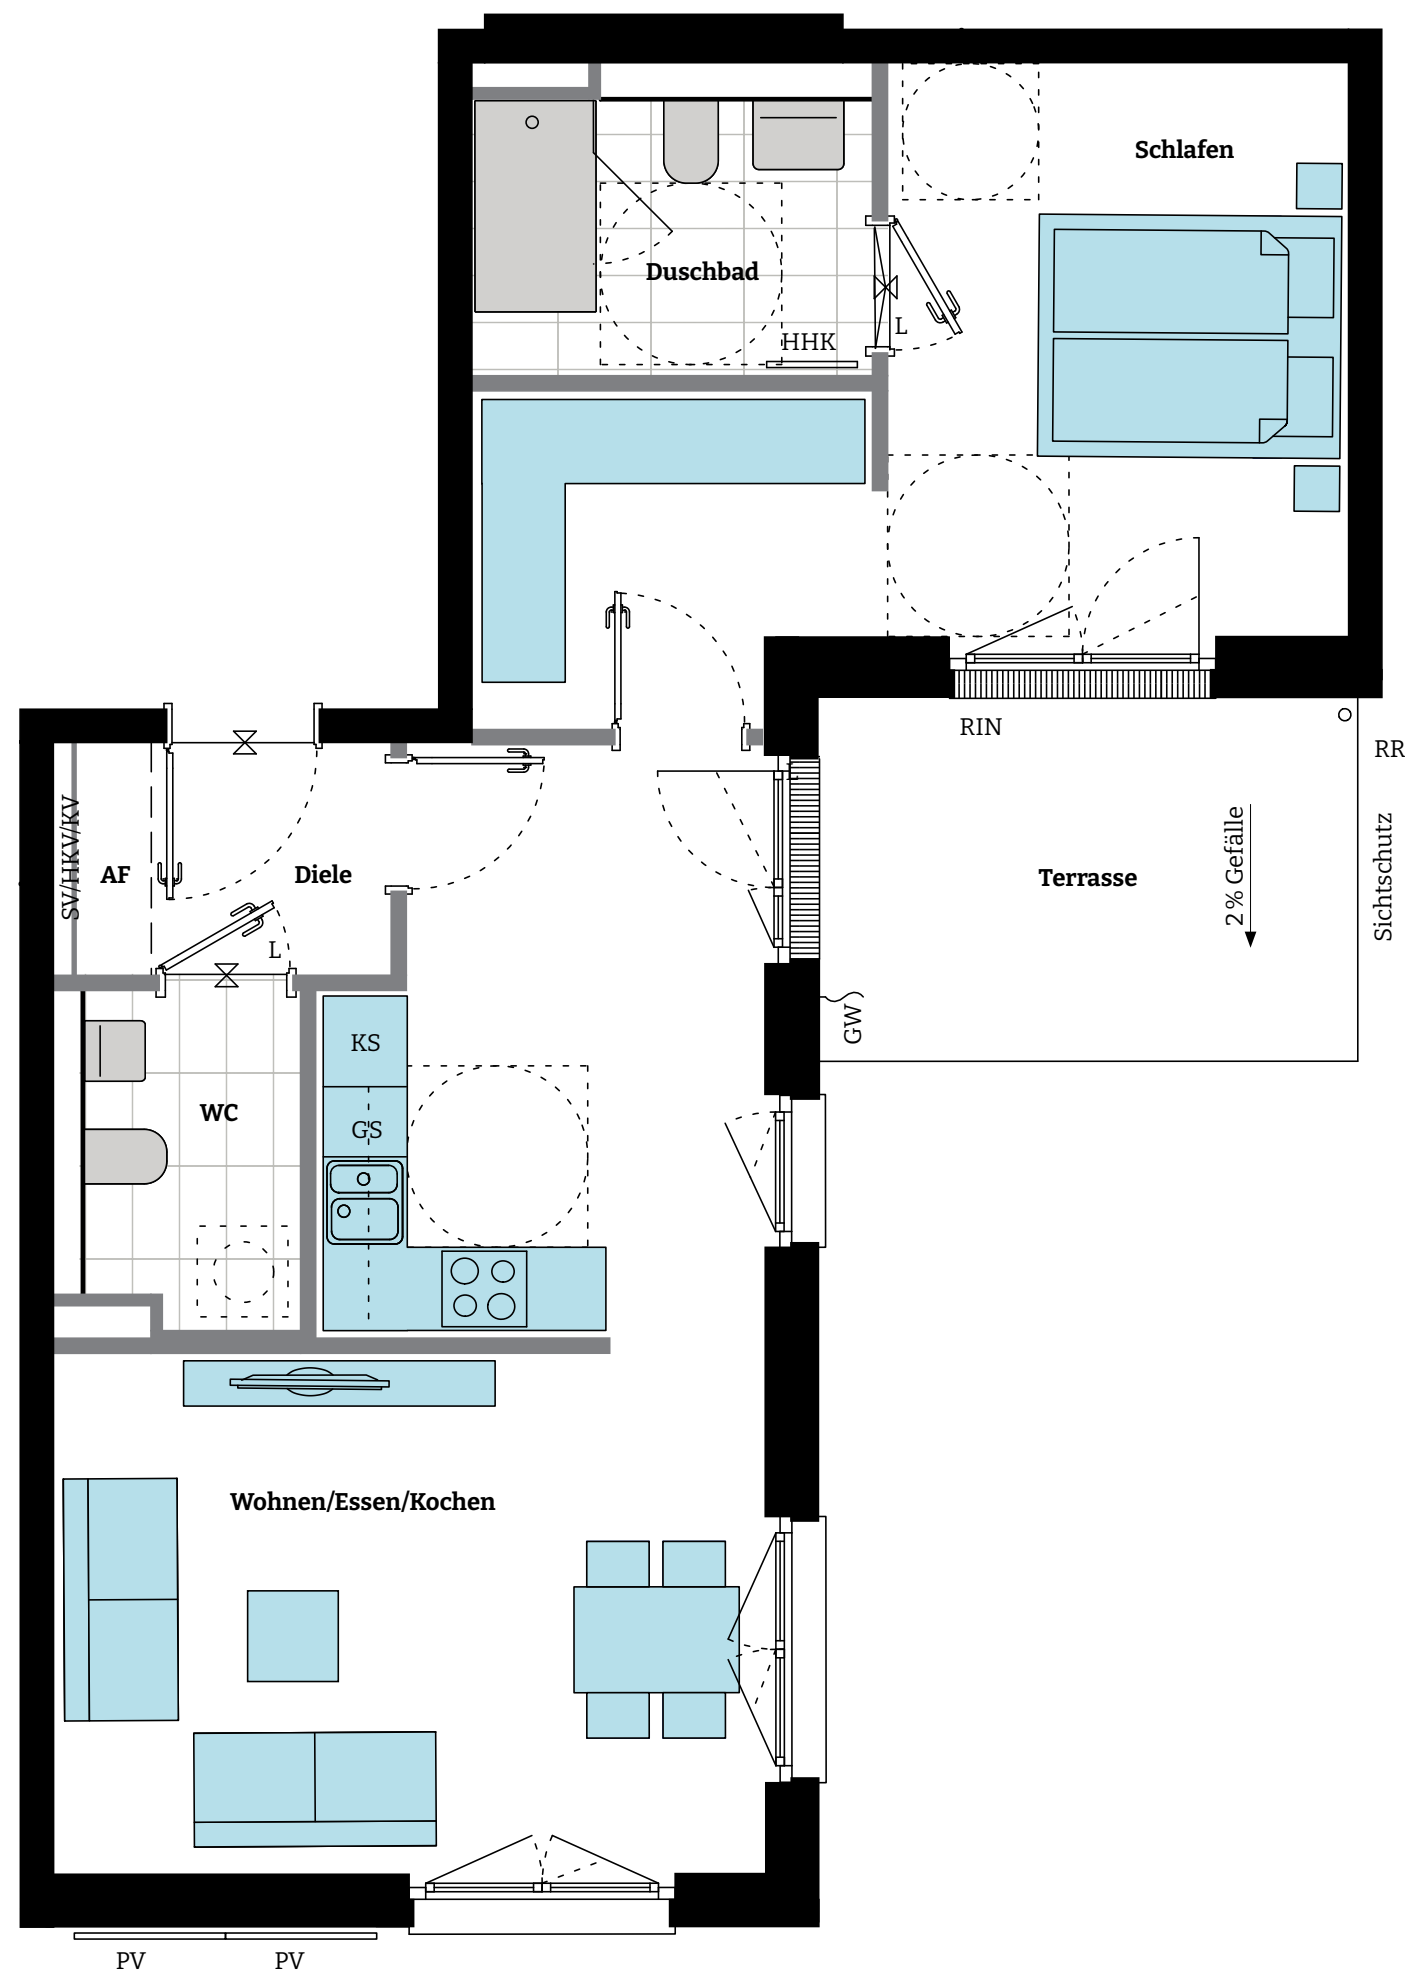 Schlafen
Duschbad
L
HHK
RIN
RR
SV/HKV/KV
AF
Diele
L
Terrasse
2 % Gefälle
Sichtschutz
GW
KS
GS
WC
Wohnen/Essen/Kochen
PV
PV